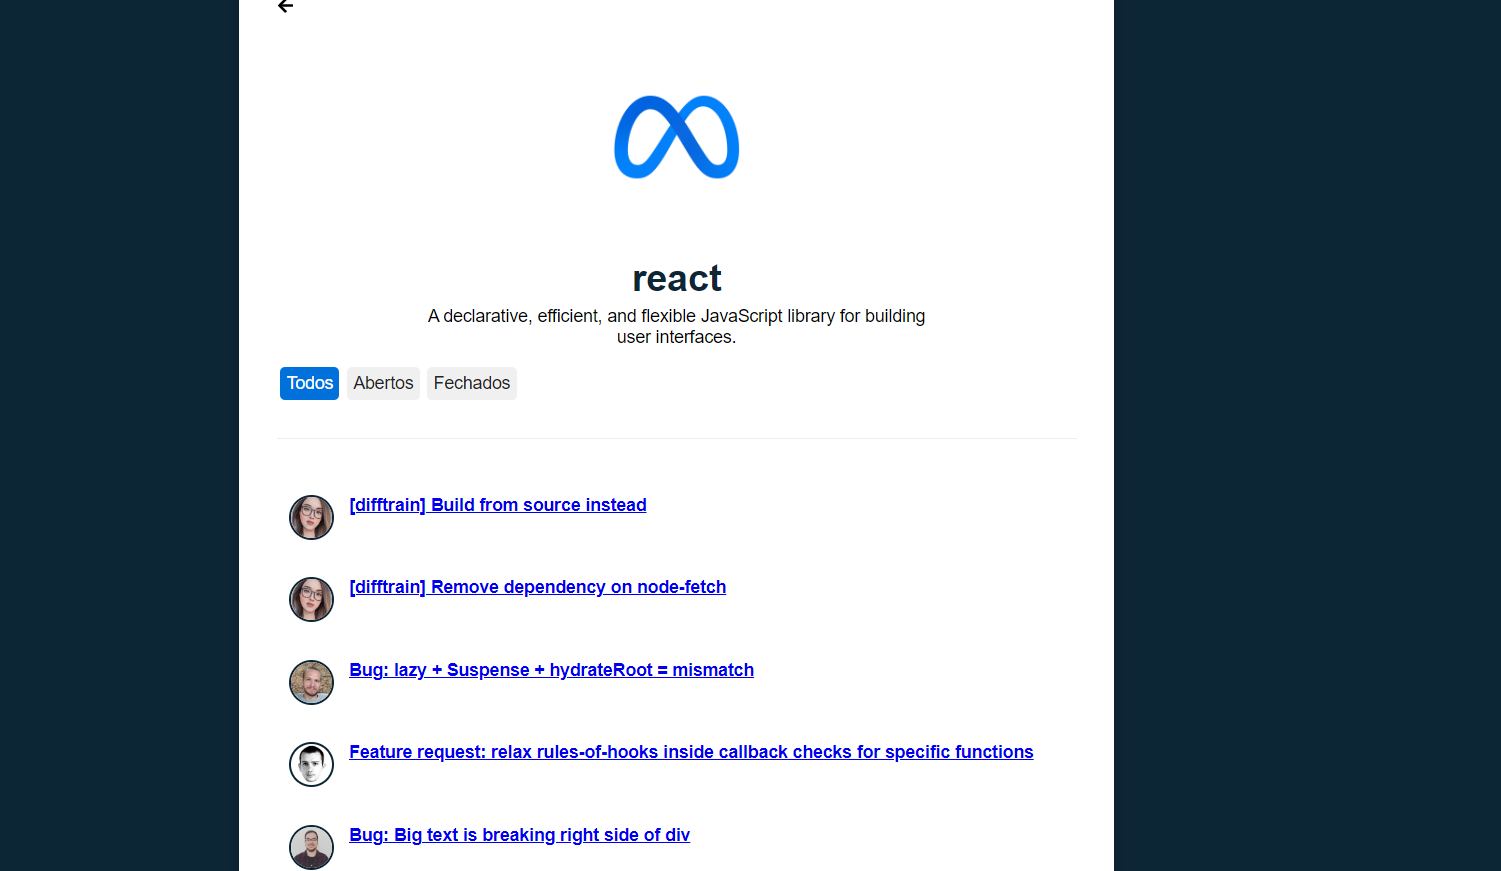 react
A declarative, efficient, and flexible JavaScript library for building
user interfaces.
Todos Abertos Fechados
[difftrain] Build from source instead
[difftrain] Remove dependency on node-fetch
Bug: lazy + Suspense + hydrateRoot = mismatch
Feature request: relax rules-of-hooks inside callback checks for specific functions
Bug: Big text is breaking right side of div